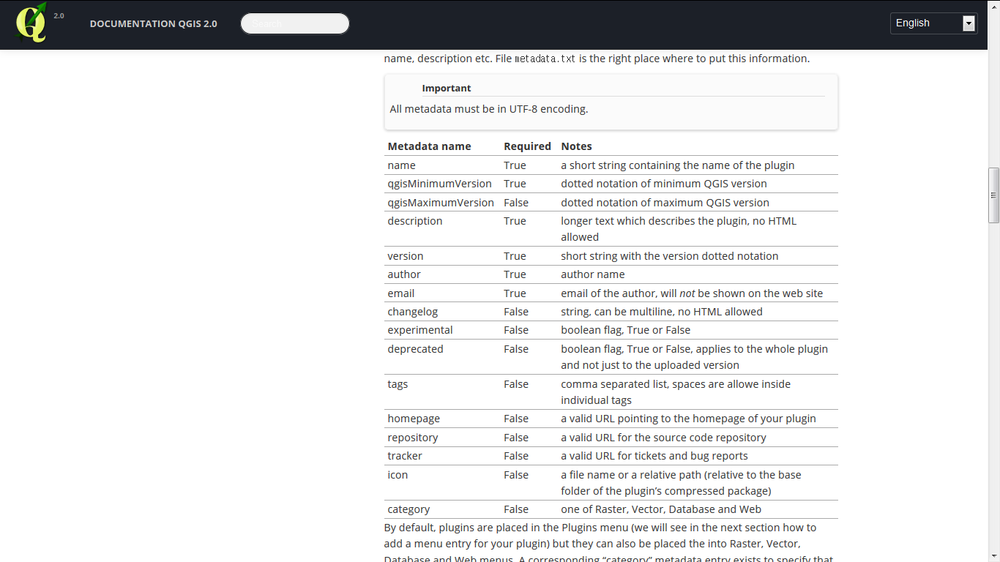 2.0
DOCUMENTATION QGIS 2.0
Search
English
name, description etc. File metadata.txt is the right place where to put this information.
Important
All metadata must be in UTF-8 encoding.
Metadata name Required Notes
name True a short string containing the name of the plugin
qgisMinimumVersion True dotted notation of minimum QGIS version
qgisMaximumVersion False dotted notation of maximum QGIS version
description True longer text which describes the plugin, no HTML
allowed
version True short string with the version dotted notation
author True author name
email True email of the author, will not be shown on the web site
changelog False string, can be multiline, no HTML allowed
experimental False boolean flag, True or False
deprecated False boolean flag, True or False, applies to the whole plugin
and not just to the uploaded version
tags False comma separated list, spaces are allowe inside
individual tags
homepage False a valid URL pointing to the homepage of your plugin
repository False a valid URL for the source code repository
tracker False a valid URL for tickets and bug reports
icon False a file name or a relative path (relative to the base
folder of the plugin’s compressed package)
category False one of Raster, Vector, Database and Web
By default, plugins are placed in the Plugins menu (we will see in the next section how to
add a menu entry for your plugin) but they can also be placed the into Raster, Vector,
Database and Web menus. A corresponding “category” metadata entry exists to specify that